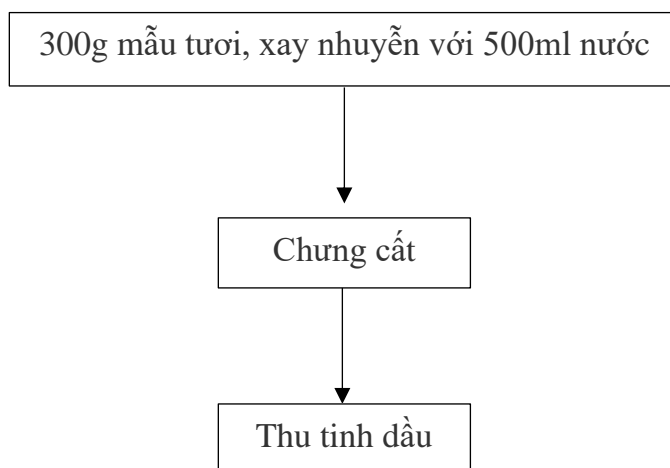 300g mẫu tươi, xay nhuyễn với 500ml nước
Chưng cất
Thu tinh dầu